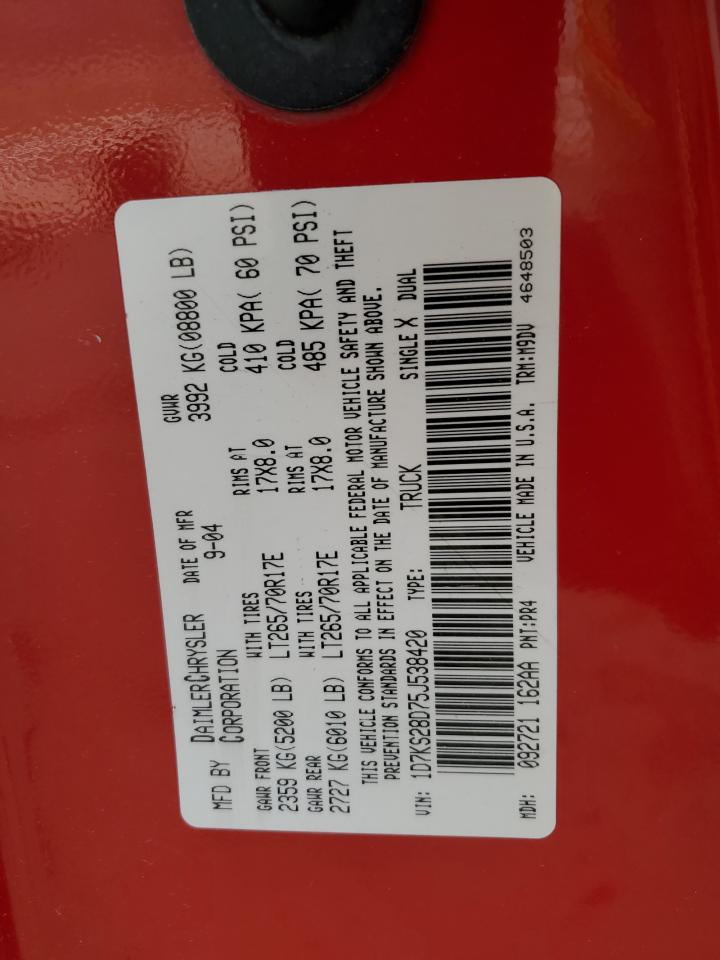 MFD BY DAIMLERCHRYSLER CORPORATION DATE OF MFR 9-04 GVWR 3992 KG(08800 LB)
GAWR FRONT WITH TIRES RIMS AT COLD
2359 KG(5200 LB) LT265/70R17E 17X8.0 410 KPA( 60 PSI)
GAWR REAR WITH TIRES RIMS AT COLD
2727 KG(6010 LB) LT265/70R17E 17X8.0 485 KPA( 70 PSI)
THIS VEHICLE CONFORMS TO ALL APPLICABLE FEDERAL MOTOR VEHICLE SAFETY AND THEFT
PREVENTION STANDARDS IN EFFECT ON THE DATE OF MANUFACTURE SHOWN ABOVE.
VIN: 1D7KS28D75J538420 TYPE: TRUCK SINGLE X DUAL
MDH: 092721 162AA PNT:PR4 VEHICLE MADE IN U.S.A. TRM:M9DV 4648503